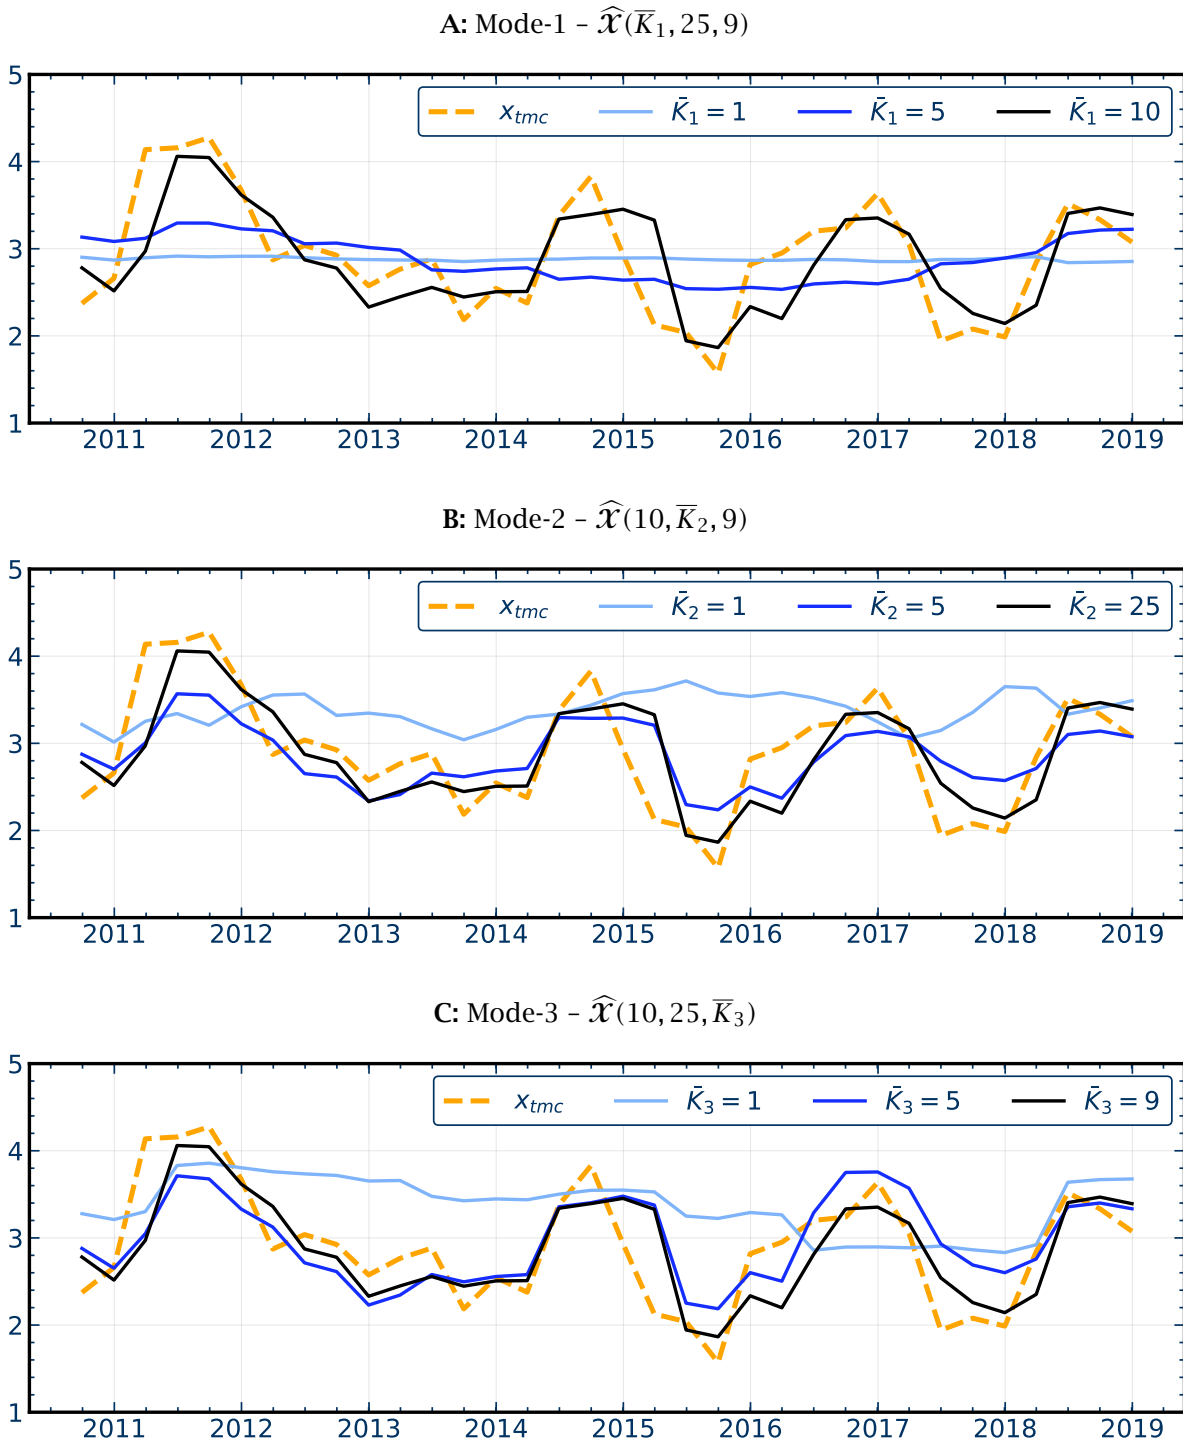 A: Mode-1 – 𝓧̂(K̅₁, 25, 9)
5
x_tmc K̄₁ = 1 K̄₁ = 5 K̄₁ = 10
4
3
2
1
2011 2012 2013 2014 2015 2016 2017 2018 2019
B: Mode-2 – 𝓧̂(10, K̅₂, 9)
5
x_tmc K̄₂ = 1 K̄₂ = 5 K̄₂ = 25
4
3
2
1
2011 2012 2013 2014 2015 2016 2017 2018 2019
C: Mode-3 – 𝓧̂(10, 25, K̅₃)
5
x_tmc K̄₃ = 1 K̄₃ = 5 K̄₃ = 9
4
3
2
1
2011 2012 2013 2014 2015 2016 2017 2018 2019